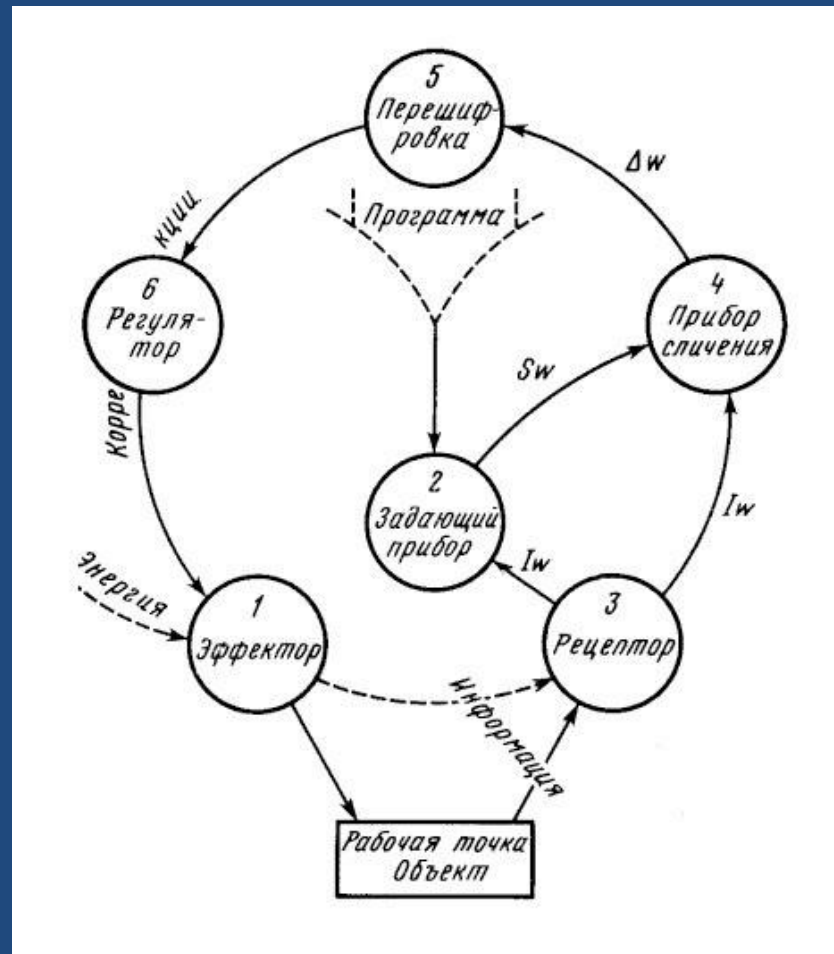 5
Перешиф-
ровка
Δw
Программа
кции
6
Регуля-
тор
4
Прибор
сличения
Sw
Корре
2
Задающий
прибор
Iw
Iw
Энергия
1
Эффектор
3
Рецептор
Информация
Рабочая точка
Объект